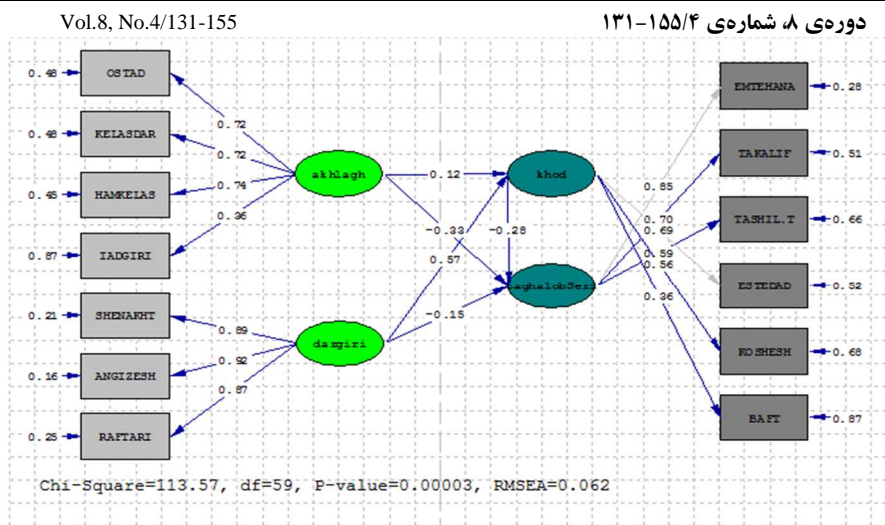 Vol.8, No.4/131-155 دوره‌ی ۸، شماره‌ی ۱۳۱-۱۵۵/۴
0.48 OSTAD
0.48 KELASDAR
0.45 HAMKELAS
0.87 IADGIRI
0.21 SHENAKHT
0.16 ANGIZESH
0.25 RAFTARI
0.72
0.72
0.74
0.36
0.89
0.92
0.87
akhlagh
dargiri
0.12
-0.33
-0.28
0.57
-0.15
khod
0.85
0.70
0.69
0.59
0.56
0.36
EMTEHANA 0.28
TAKALIF 0.51
TASHIL.T 0.66
ESTEDAD 0.52
KOSHESH 0.68
BAFT 0.87
Chi-Square=113.57, df=59, P-value=0.00003, RMSEA=0.062